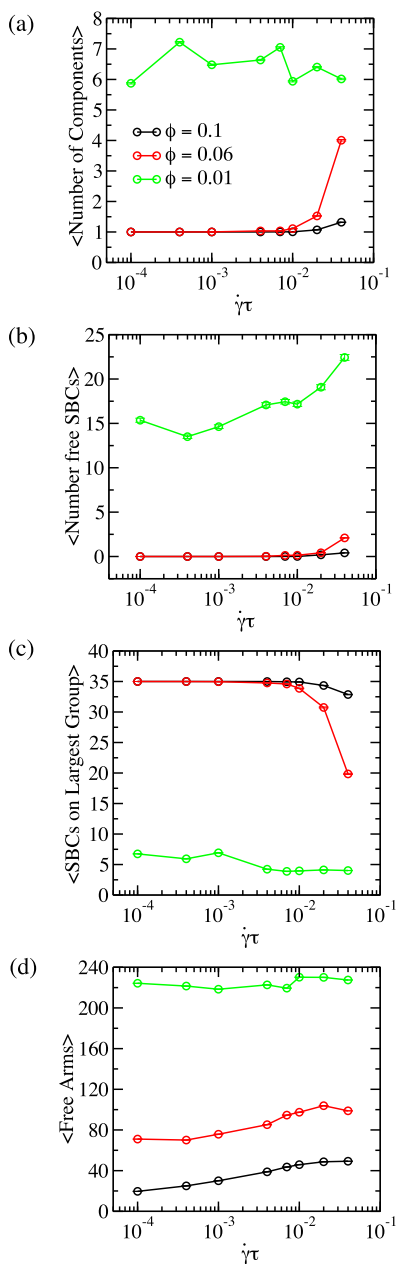 (a)
<Number of Components>
8
7
6
5
4
3
2
1
0
ϕ = 0.1
ϕ = 0.06
ϕ = 0.01
10⁻⁴ 10⁻³ 10⁻² 10⁻¹
γ̇τ
(b)
<Number free SBCs>
25
20
15
10
5
0
10⁻⁴ 10⁻³ 10⁻² 10⁻¹
γ̇τ
(c)
<SBCs on Largest Group>
40
35
30
25
20
15
10
5
0
10⁻⁴ 10⁻³ 10⁻² 10⁻¹
γ̇τ
(d)
<Free Arms>
240
200
160
120
80
40
0
10⁻⁴ 10⁻³ 10⁻² 10⁻¹
γ̇τ